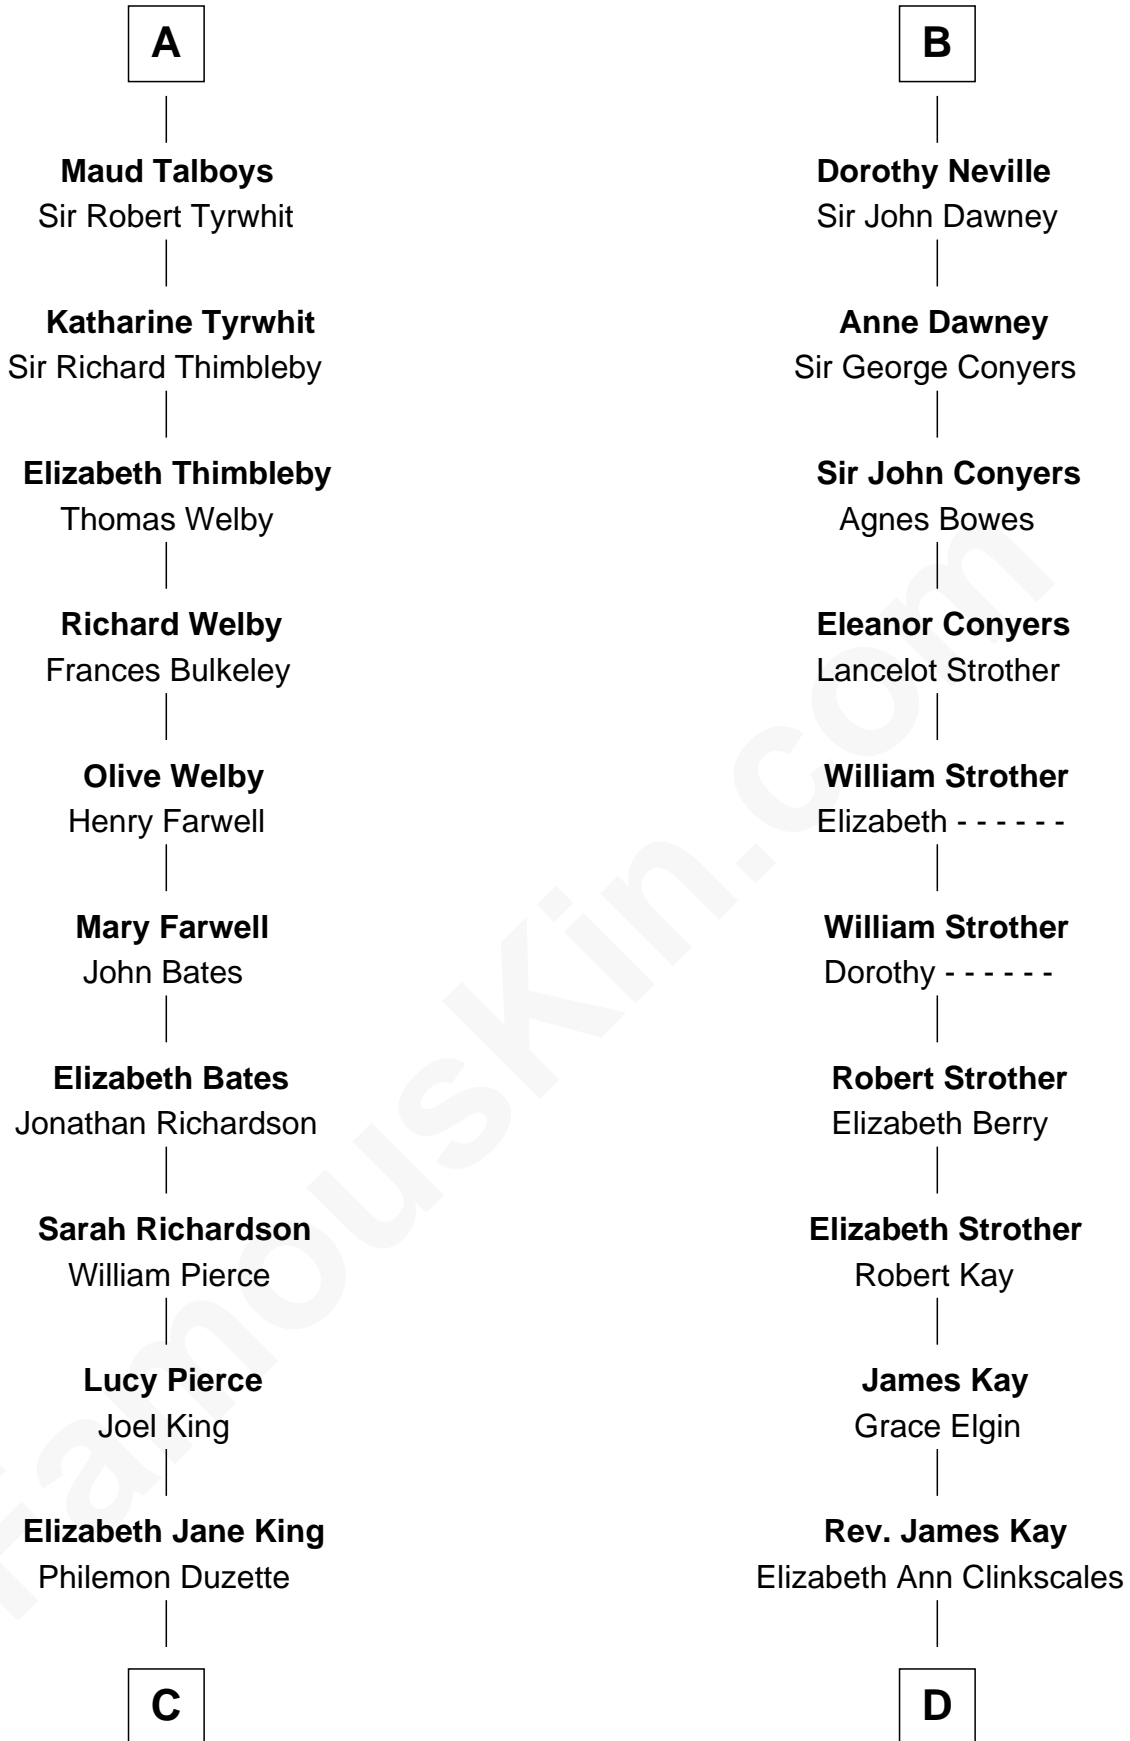 A
Maud Talboys
Sir Robert Tyrwhit
Katharine Tyrwhit
Sir Richard Thimbleby
Elizabeth Thimbleby
Thomas Welby
Richard Welby
Frances Bulkeley
Olive Welby
Henry Farwell
Mary Farwell
John Bates
Elizabeth Bates
Jonathan Richardson
Sarah Richardson
William Pierce
Lucy Pierce
Joel King
Elizabeth Jane King
Philemon Duzette
C
B
Dorothy Neville
Sir John Dawney
Anne Dawney
Sir George Conyers
Sir John Conyers
Agnes Bowes
Eleanor Conyers
Lancelot Strother
William Strother
Elizabeth - - - - - -
William Strother
Dorothy - - - - - -
Robert Strother
Elizabeth Berry
Elizabeth Strother
Robert Kay
James Kay
Grace Elgin
Rev. James Kay
Elizabeth Ann Clinkscales
D
FamousKin.com